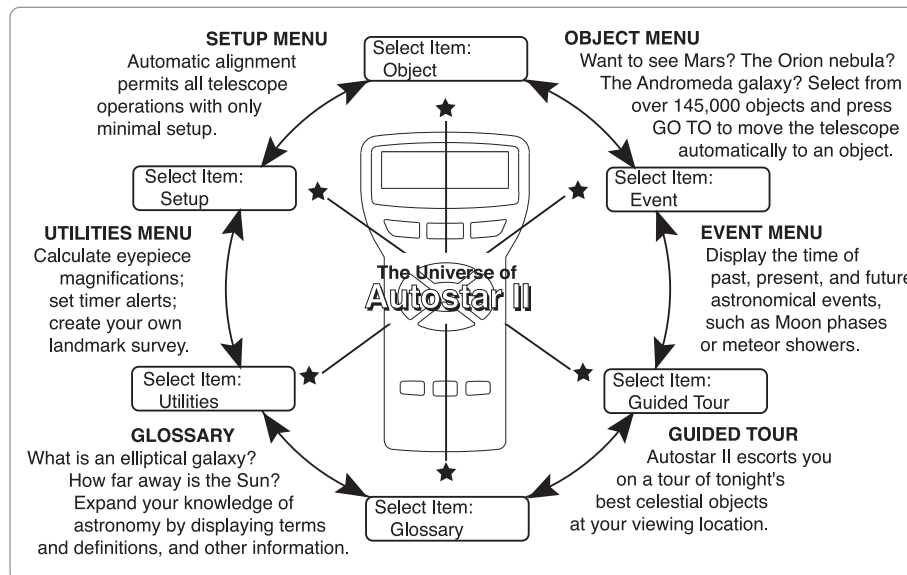 SETUP MENU
Automatic alignment
permits all telescope
operations with only
minimal setup.
Select Item:
Object
OBJECT MENU
Want to see Mars? The Orion nebula?
The Andromeda galaxy? Select from
over 145,000 objects and press
GO TO to move the telescope
automatically to an object.
Select Item:
Setup
Select Item:
Event
UTILITIES MENU
Calculate eyepiece
magnifications;
set timer alerts;
create your own
landmark survey.
The Universe of
Autostar II
EVENT MENU
Display the time of
past, present, and future
astronomical events,
such as Moon phases
or meteor showers.
Select Item:
Utilities
Select Item:
Guided Tour
GLOSSARY
What is an elliptical galaxy?
How far away is the Sun?
Expand your knowledge of
astronomy by displaying terms
and definitions, and other information.
Select Item:
Glossary
GUIDED TOUR
Autostar II escorts you
on a tour of tonight's
best celestial objects
at your viewing location.